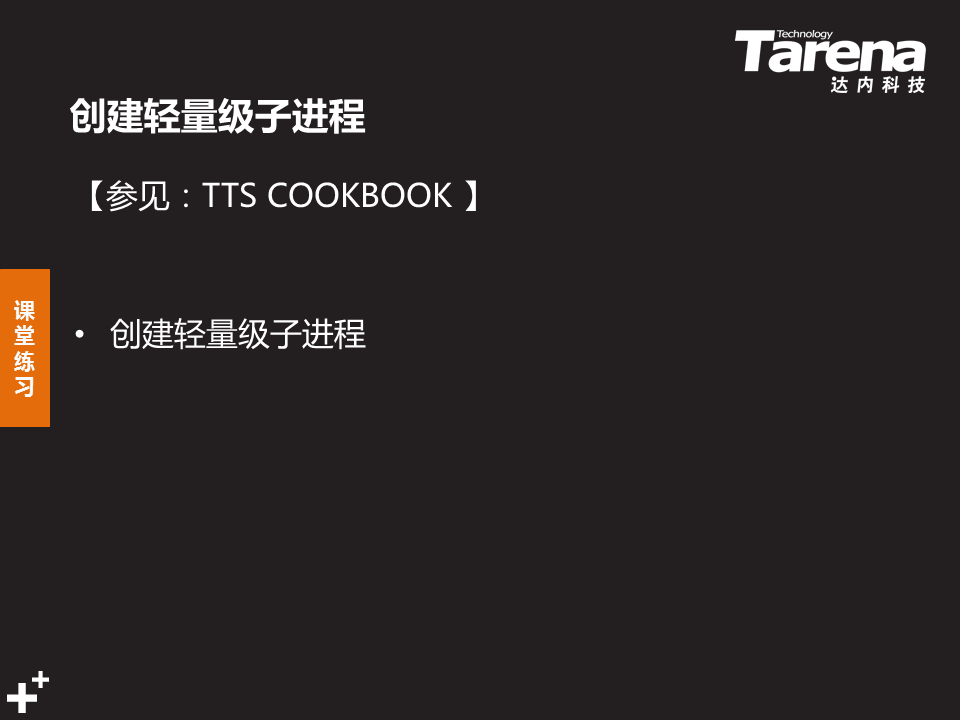 Technology
Tarena
达内科技
创建轻量级子进程
【参见：TTS COOKBOOK 】
课堂练习
• 创建轻量级子进程